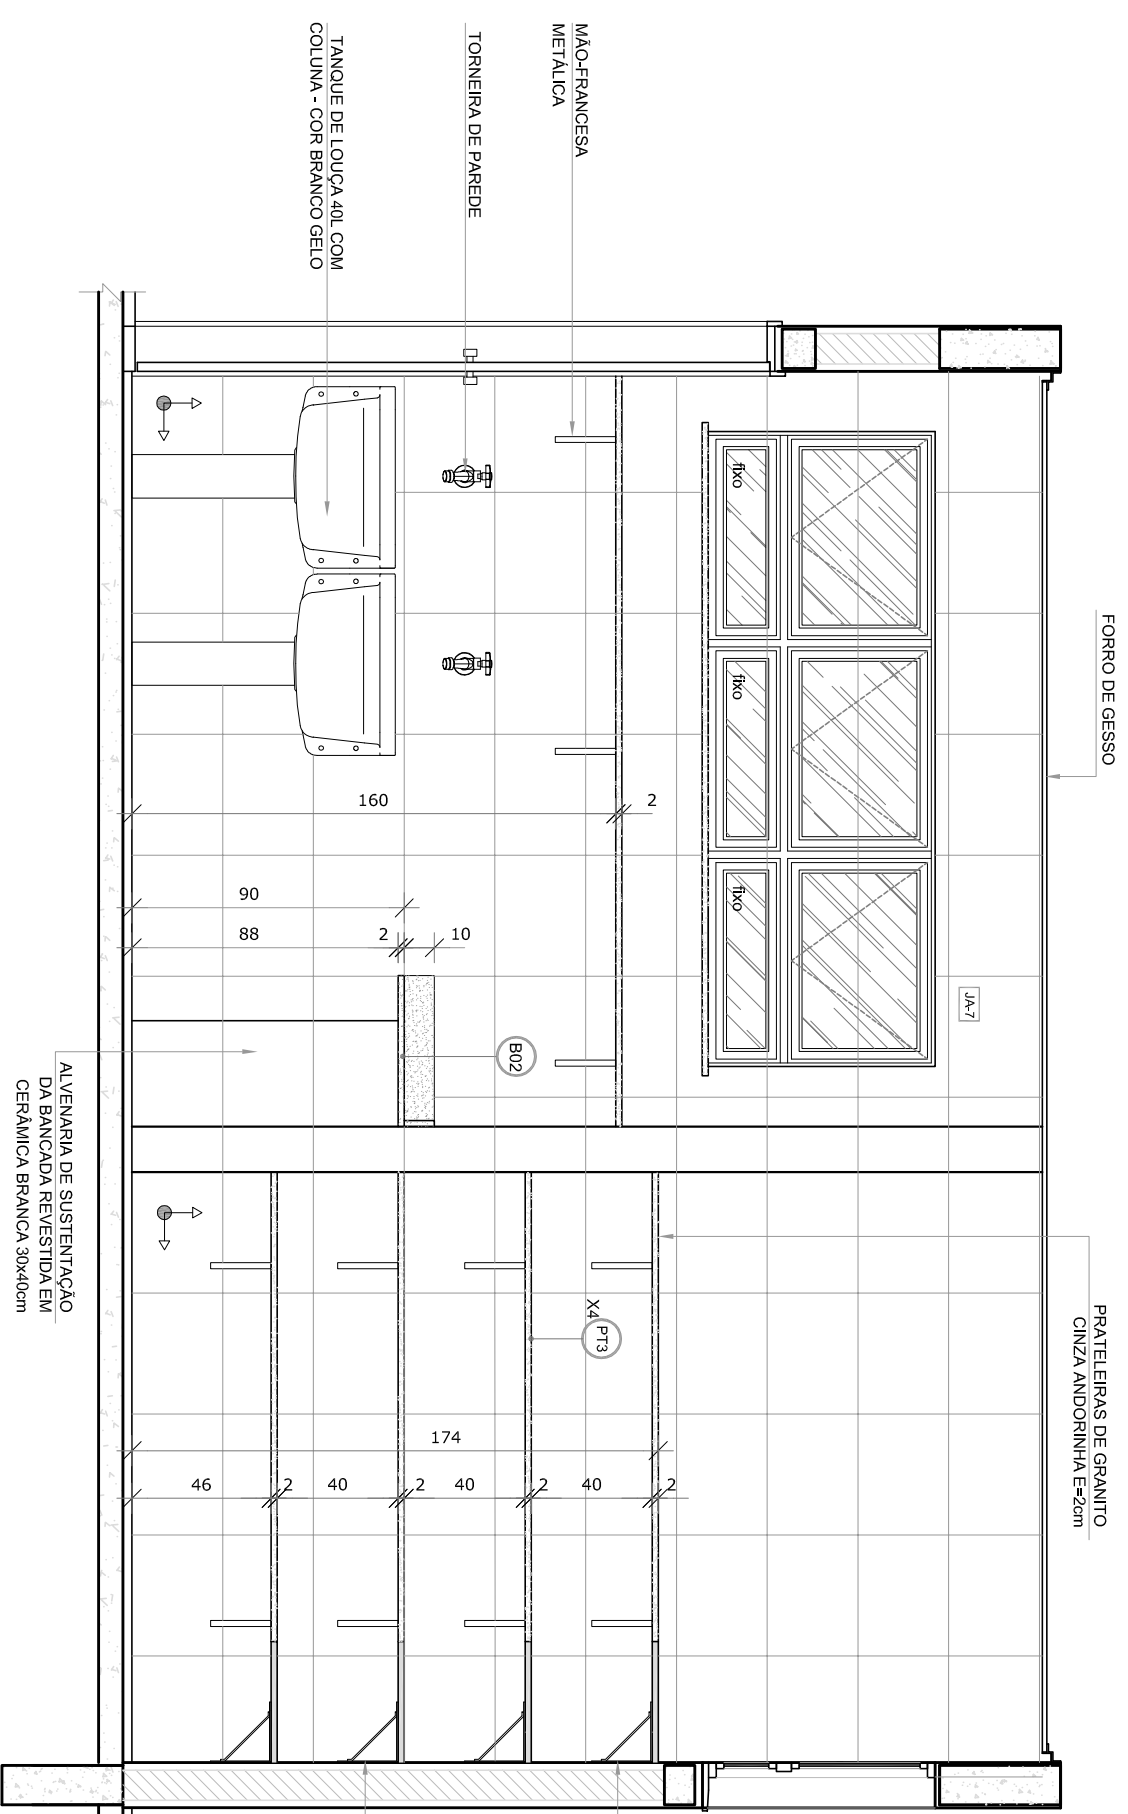 MÃO-FRANCESA
METÁLICA
TORNEIRA DE PAREDE
TANQUE DE LOUÇA 40L COM
COLUNA - COR BRANCO GELO
FORRO DE GESSO
fixo
fixo
fixo
JA-7
160
2
90
88
2
10
B02
ALVENARIA DE SUSTENTAÇÃO
DA BANCADA REVESTIDA EM
CERÂMICA BRANCA 30x40cm
PRATELEIRAS DE GRANITO
CINZA ANDORINHA E=2cm
PT3
X4
174
46
2
40
2
40
2
40
2